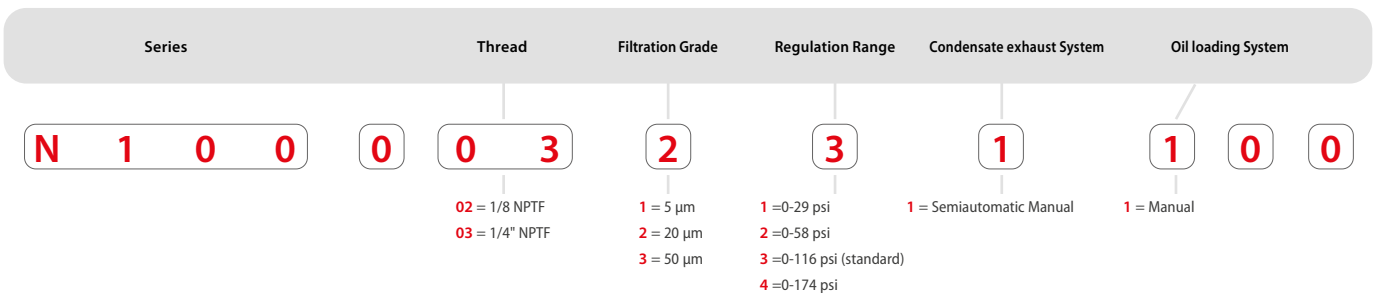 Series Thread Filtration Grade Regulation Range Condensate exhaust System Oil loading System
N 1 0 0 0 0 3 2 3 1 1 0 0
02 = 1/8 NPTF 1 = 5 µm 1 =0-29 psi 1 = Semiautomatic Manual 1 = Manual
03 = 1/4" NPTF 2 = 20 µm 2 =0-58 psi
3 = 50 µm 3 =0-116 psi (standard)
4 =0-174 psi